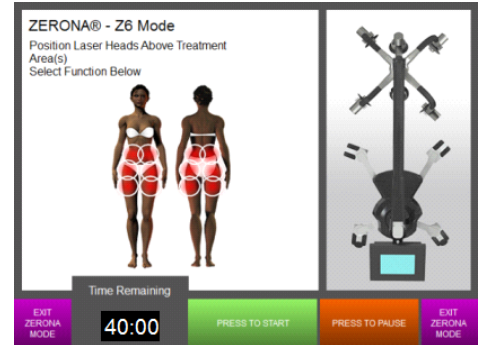 ZERONA® - Z6 Mode
Position Laser Heads Above Treatment
Area(s)
Select Function Below
Time Remaining
EXIT
ZERONA
MODE
40:00
PRESS TO START
PRESS TO PAUSE
EXIT
ZERONA
MODE